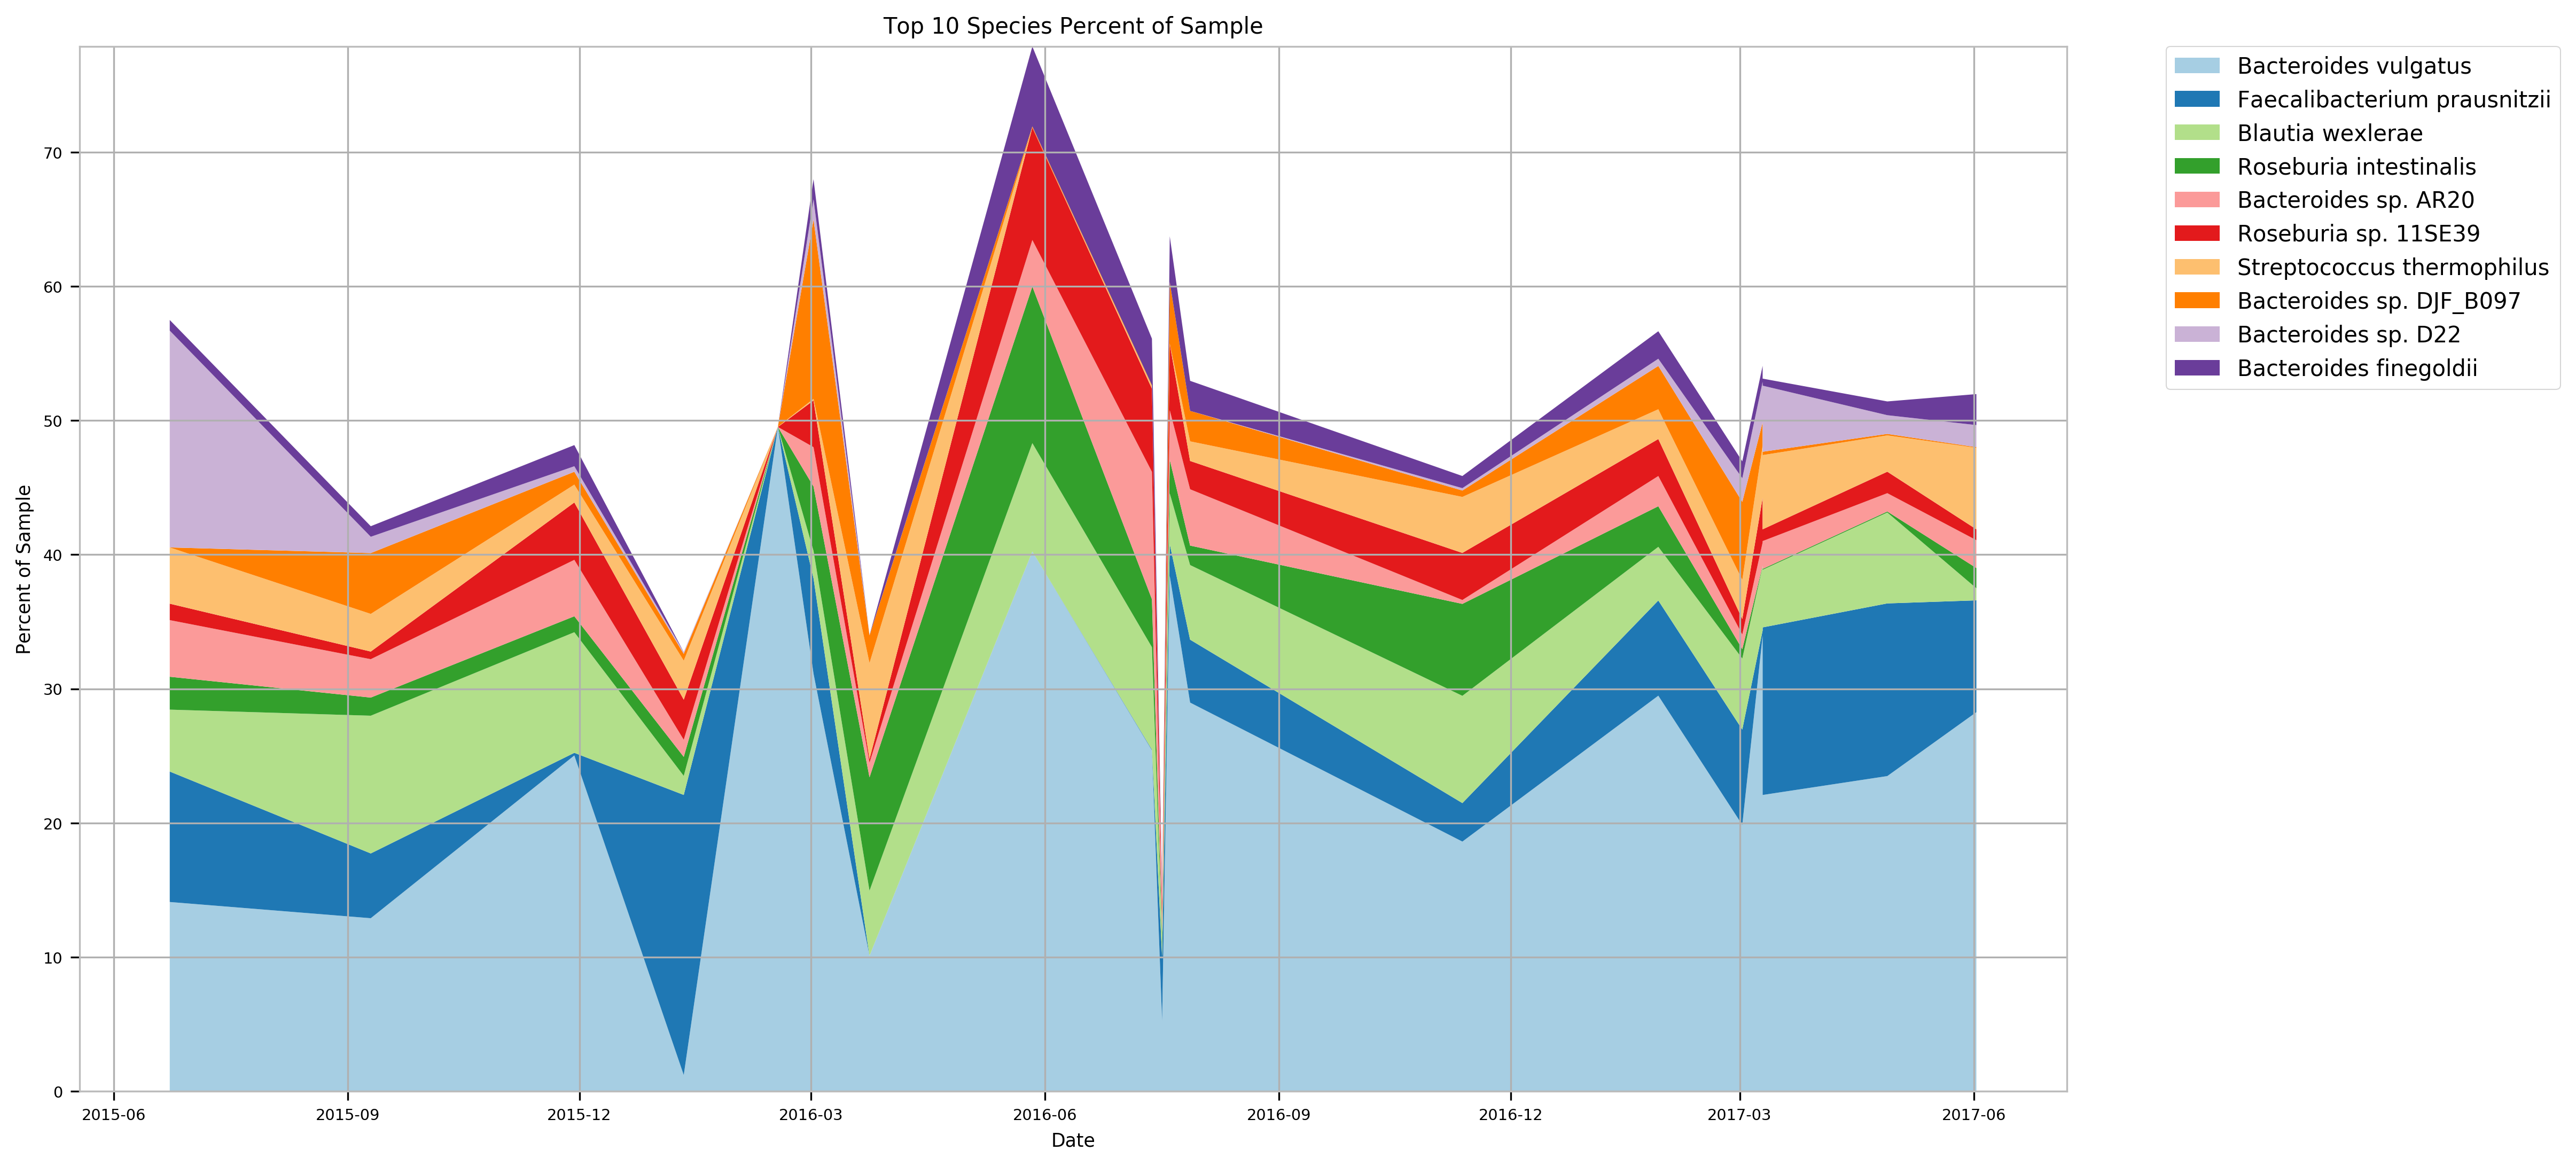 Top 10 Species Percent of Sample
Percent of Sample
70
60
50
40
30
20
10
0
2015-06 2015-09 2015-12 2016-03 2016-06 2016-09 2016-12 2017-03 2017-06
Date
Bacteroides vulgatus
Faecalibacterium prausnitzii
Blautia wexlerae
Roseburia intestinalis
Bacteroides sp. AR20
Roseburia sp. 11SE39
Streptococcus thermophilus
Bacteroides sp. DJF_B097
Bacteroides sp. D22
Bacteroides finegoldii